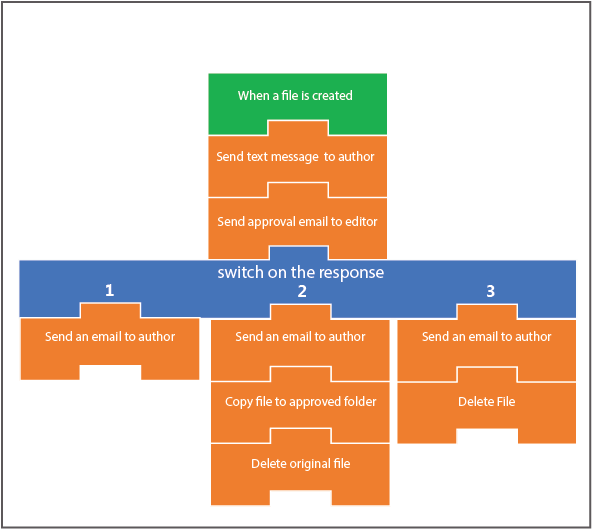 When a file is created
Send text message to author
Send approval email to editor
switch on the response
1 2 3
Send an email to author Send an email to author Send an email to author
Copy file to approved folder Delete File
Delete original file